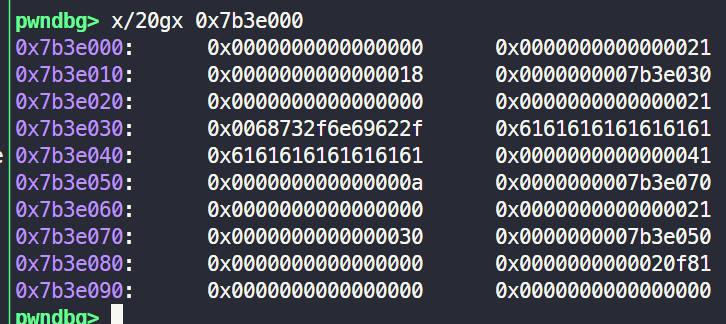 pwndbg> x/20gx 0x7b3e000
0x7b3e000: 0x0000000000000000 0x0000000000000021
0x7b3e010: 0x0000000000000018 0x0000000007b3e030
0x7b3e020: 0x0000000000000000 0x0000000000000021
0x7b3e030: 0x0068732f6e69622f 0x6161616161616161
0x7b3e040: 0x6161616161616161 0x0000000000000041
0x7b3e050: 0x000000000000000a 0x0000000007b3e070
0x7b3e060: 0x0000000000000000 0x0000000000000021
0x7b3e070: 0x0000000000000030 0x0000000007b3e050
0x7b3e080: 0x0000000000000000 0x0000000000020f81
0x7b3e090: 0x0000000000000000 0x0000000000000000
pwndbg>